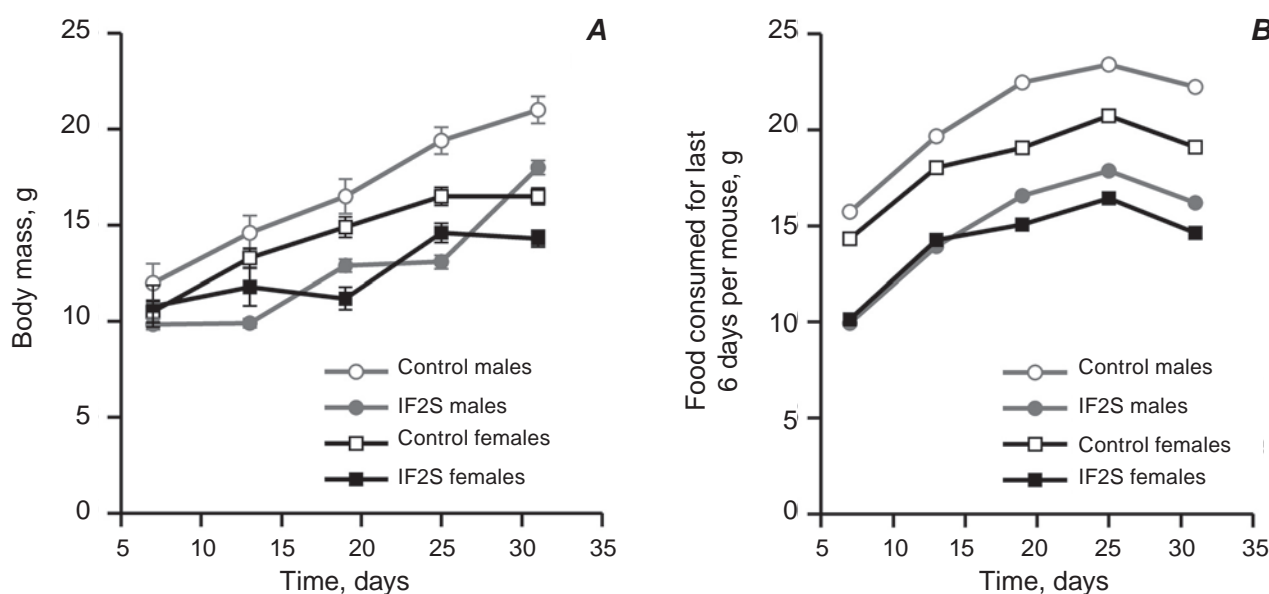 A
25
20
15
10
5
0
Body mass, g
Control males
IF2S males
Control females
IF2S females
5 10 15 20 25 30 35
Time, days
B
25
20
15
10
5
0
Food consumed for last
6 days per mouse, g
Control males
IF2S males
Control females
IF2S females
5 10 15 20 25 30 35
Time, days